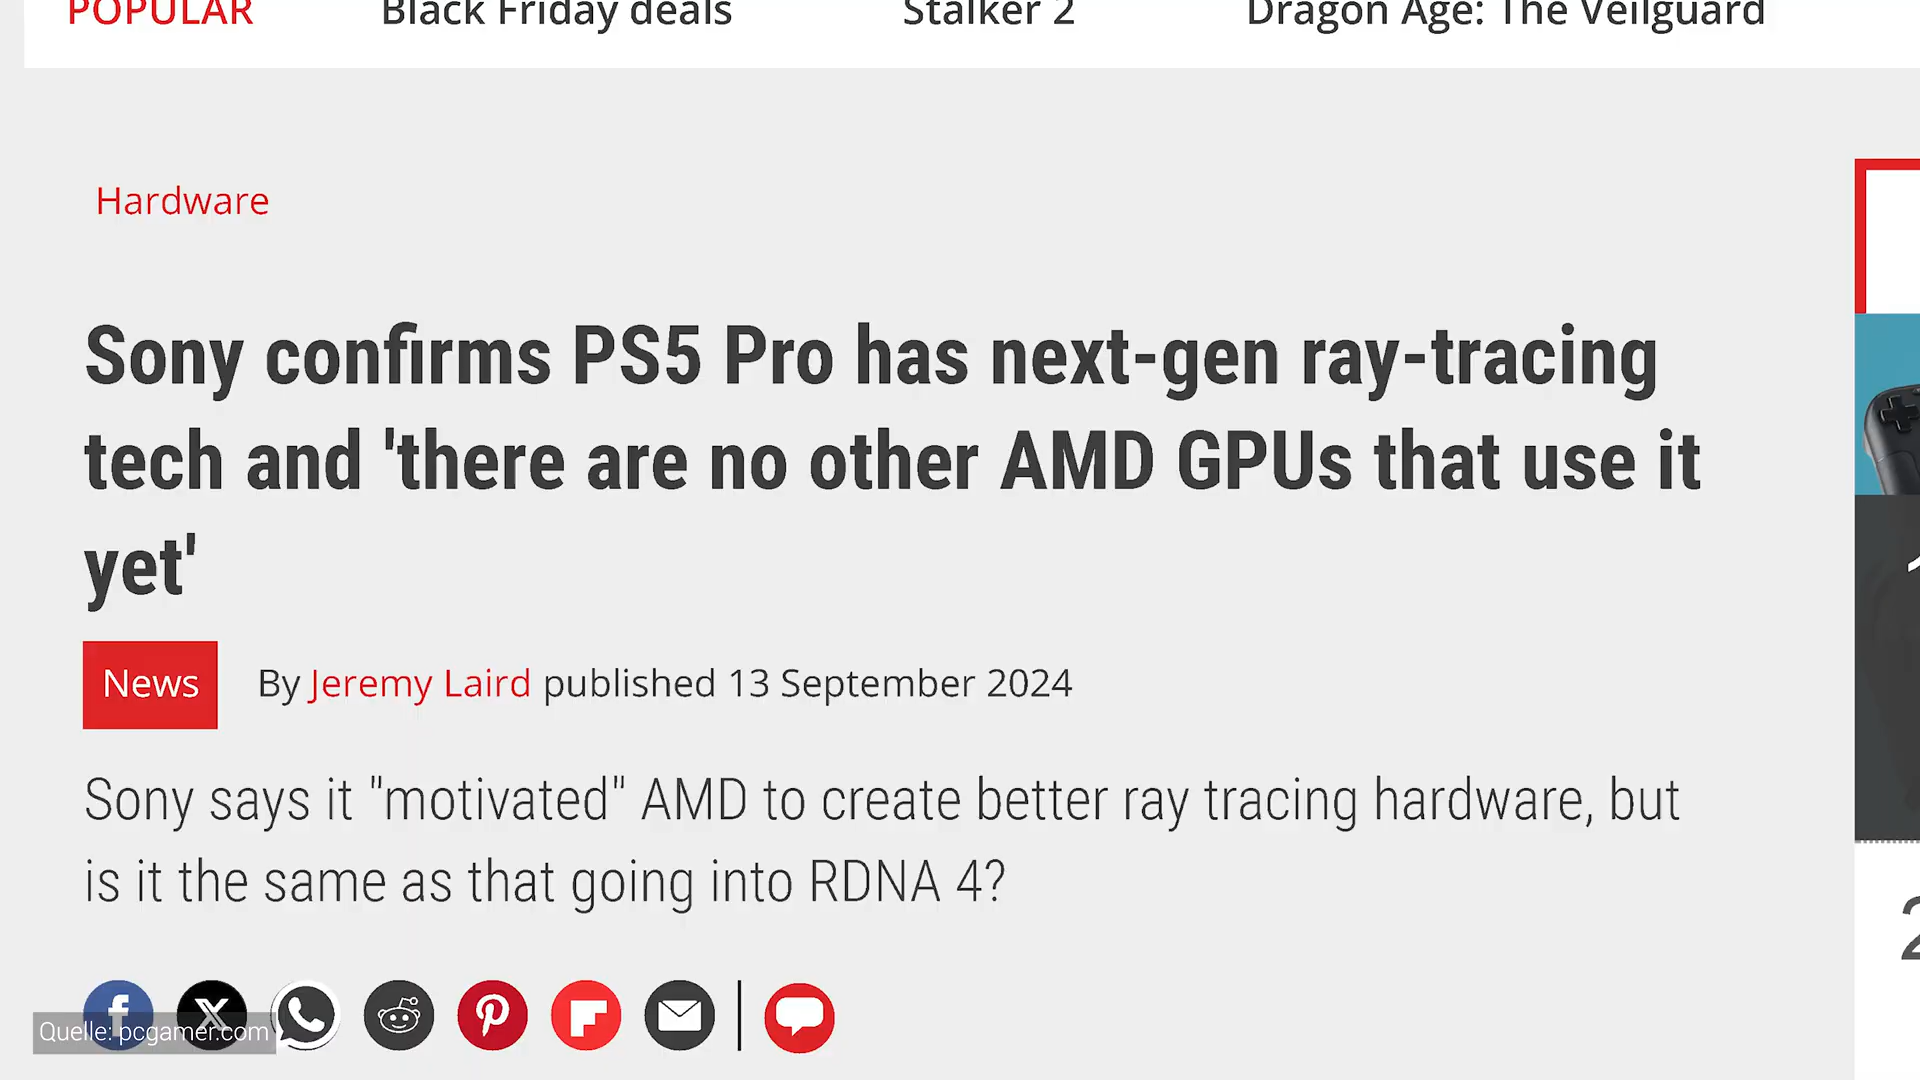 POPULAR Black Friday deals Stalker 2 Dragon Age: The Veilguard
Hardware
Sony confirms PS5 Pro has next-gen ray-tracing
tech and 'there are no other AMD GPUs that use it
yet'
News By Jeremy Laird published 13 September 2024
Sony says it "motivated" AMD to create better ray tracing hardware, but
is it the same as that going into RDNA 4?
Quelle: pcgamer.com